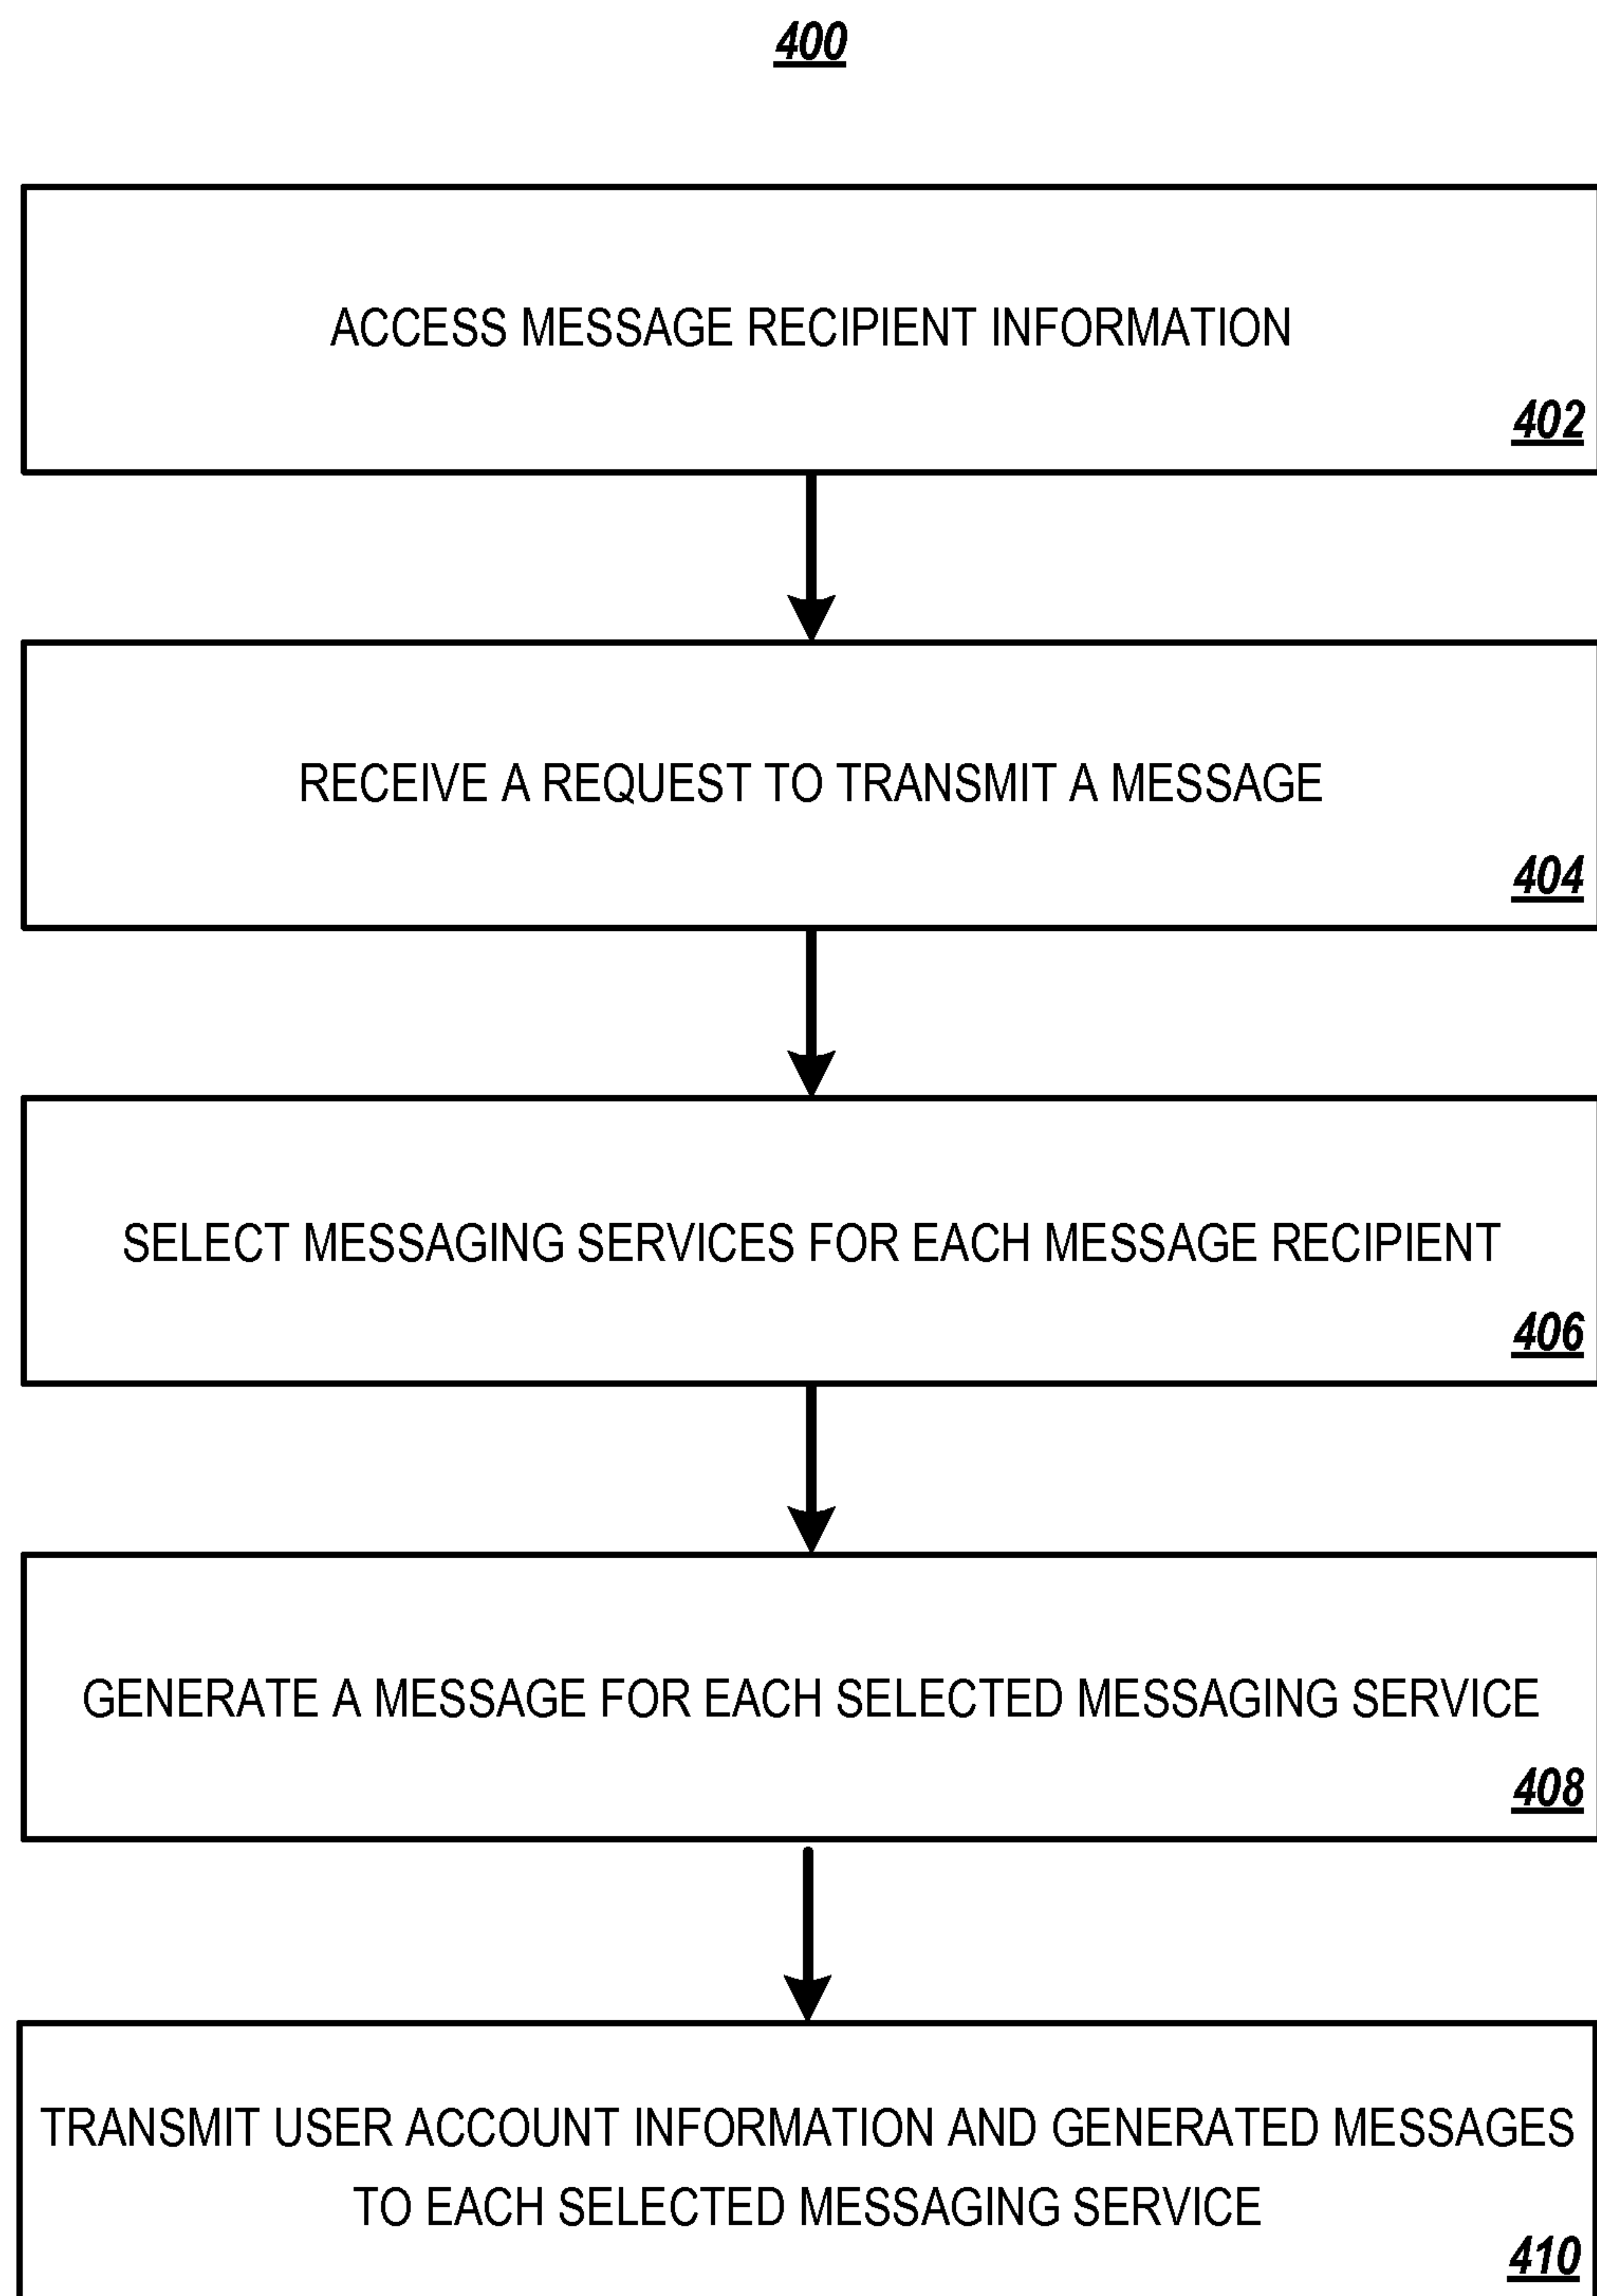 400
ACCESS MESSAGE RECIPIENT INFORMATION
402
RECEIVE A REQUEST TO TRANSMIT A MESSAGE
404
SELECT MESSAGING SERVICES FOR EACH MESSAGE RECIPIENT
406
GENERATE A MESSAGE FOR EACH SELECTED MESSAGING SERVICE
408
TRANSMIT USER ACCOUNT INFORMATION AND GENERATED MESSAGES
TO EACH SELECTED MESSAGING SERVICE
410